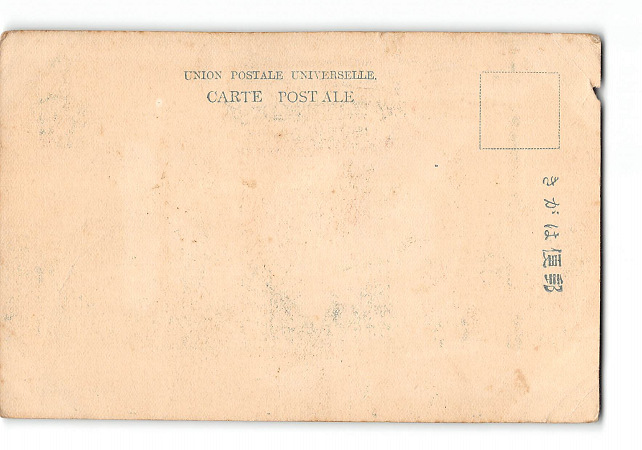 UNION POSTALE UNIVERSELLE.
CARTE POSTALE
郵便はがき